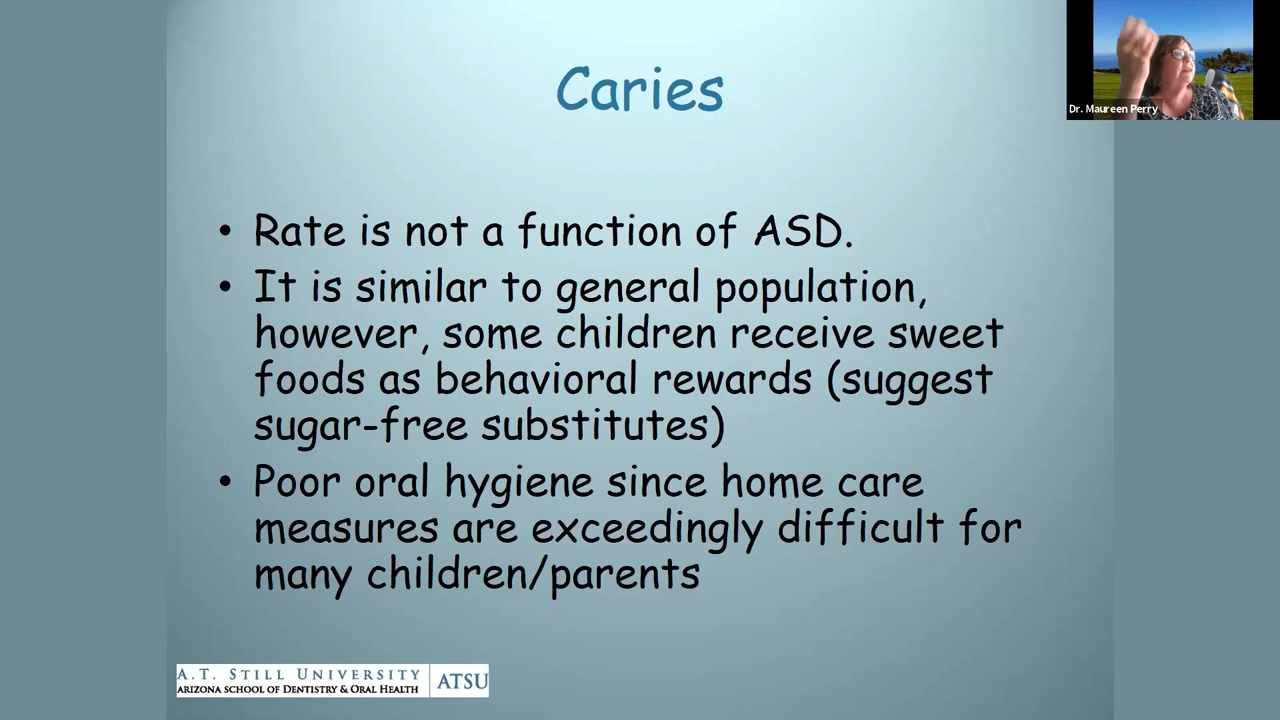 Caries
Dr. Maureen Perry
• Rate is not a function of ASD.
• It is similar to general population,
however, some children receive sweet
foods as behavioral rewards (suggest
sugar-free substitutes)
• Poor oral hygiene since home care
measures are exceedingly difficult for
many children/parents
A.T. STILL UNIVERSITY
ARIZONA SCHOOL OF DENTISTRY & ORAL HEALTH
ATSU